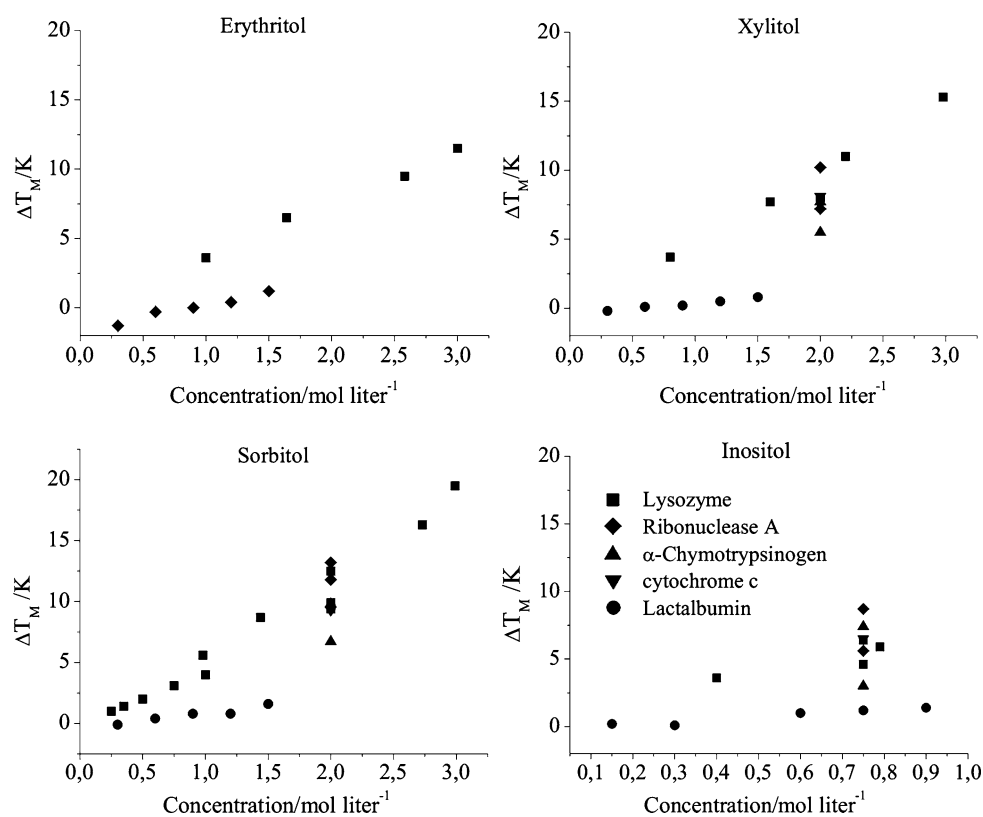 Erythritol
20
15
10
5
0
ΔT_M/K
0,0 0,5 1,0 1,5 2,0 2,5 3,0
Concentration/mol liter⁻¹
Xylitol
20
15
10
5
0
ΔT_M/K
0,0 0,5 1,0 1,5 2,0 2,5 3,0
Concentration/mol liter⁻¹
Sorbitol
20
15
10
5
0
ΔT_M /K
0,0 0,5 1,0 1,5 2,0 2,5 3,0
Concentration/mol liter⁻¹
Inositol
20
15
10
5
0
ΔT_M /K
Lysozyme
Ribonuclease A
α-Chymotrypsinogen
cytochrome c
Lactalbumin
0,1 0,2 0,3 0,4 0,5 0,6 0,7 0,8 0,9 1,0
Concentration/mol liter⁻¹